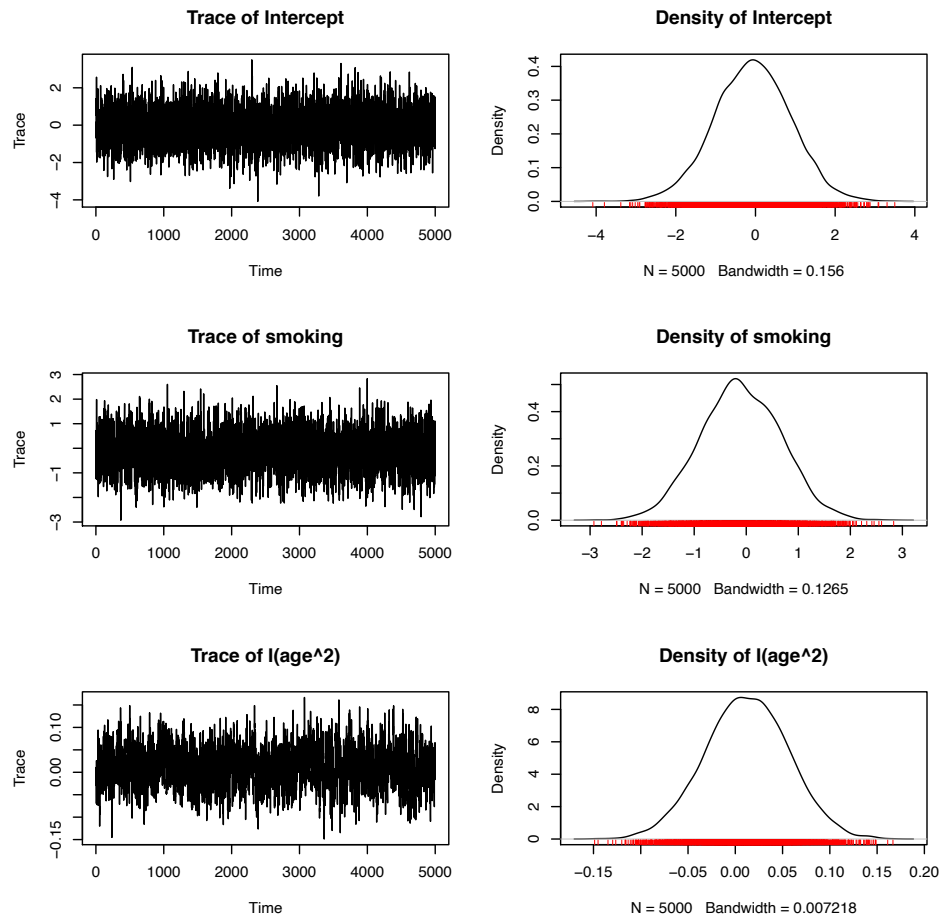 Trace of Intercept
Trace
2
0
−2
−4
0 1000 2000 3000 4000 5000
Time
Density of Intercept
Density
0.4
0.3
0.2
0.1
0.0
−4 −2 0 2 4
N = 5000 Bandwidth = 0.156
Trace of smoking
Trace
3
2
1
−1
−3
0 1000 2000 3000 4000 5000
Time
Density of smoking
Density
0.4
0.2
0.0
−3 −2 −1 0 1 2 3
N = 5000 Bandwidth = 0.1265
Trace of I(age^2)
Trace
0.10
0.00
−0.15
0 1000 2000 3000 4000 5000
Time
Density of I(age^2)
Density
8
6
4
2
0
−0.15 −0.05 0.00 0.05 0.10 0.15 0.20
N = 5000 Bandwidth = 0.007218